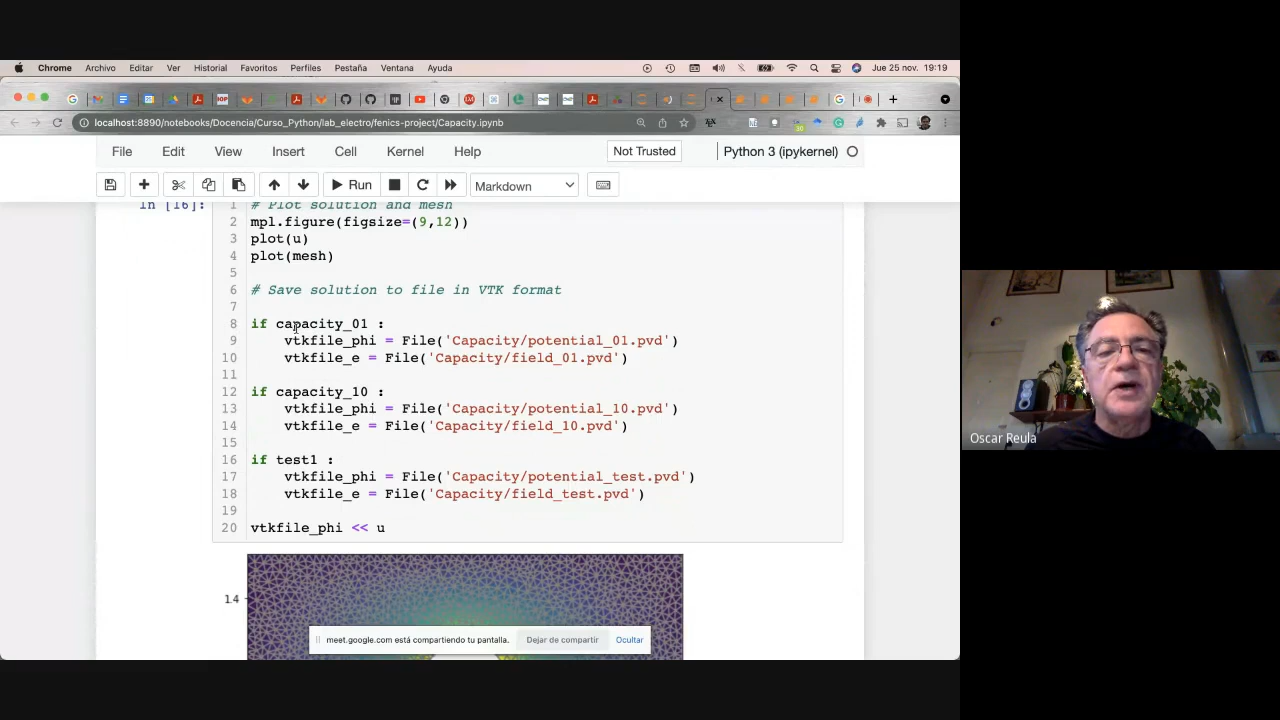 Chrome Archivo Editar Ver Historial Favoritos Perfiles Pestaña Ventana Ayuda Jue 25 nov. 19:19
localhost:8890/notebooks/Docencia/Curso_Python/lab_electro/fenics-project/Capacity.ipynb
File Edit View Insert Cell Kernel Help Not Trusted Python 3 (ipykernel)
Run Markdown
In [16]: 1 # Plot solution and mesh
2 mpl.figure(figsize=(9,12))
3 plot(u)
4 plot(mesh)
5
6 # Save solution to file in VTK format
7
8 if capacity_01 :
9 vtkfile_phi = File('Capacity/potential_01.pvd')
10 vtkfile_e = File('Capacity/field_01.pvd')
11
12 if capacity_10 :
13 vtkfile_phi = File('Capacity/potential_10.pvd')
14 vtkfile_e = File('Capacity/field_10.pvd')
15
16 if test1 :
17 vtkfile_phi = File('Capacity/potential_test.pvd')
18 vtkfile_e = File('Capacity/field_test.pvd')
19
20 vtkfile_phi << u
1.4
meet.google.com está compartiendo tu pantalla. Dejar de compartir Ocultar
Oscar Reula